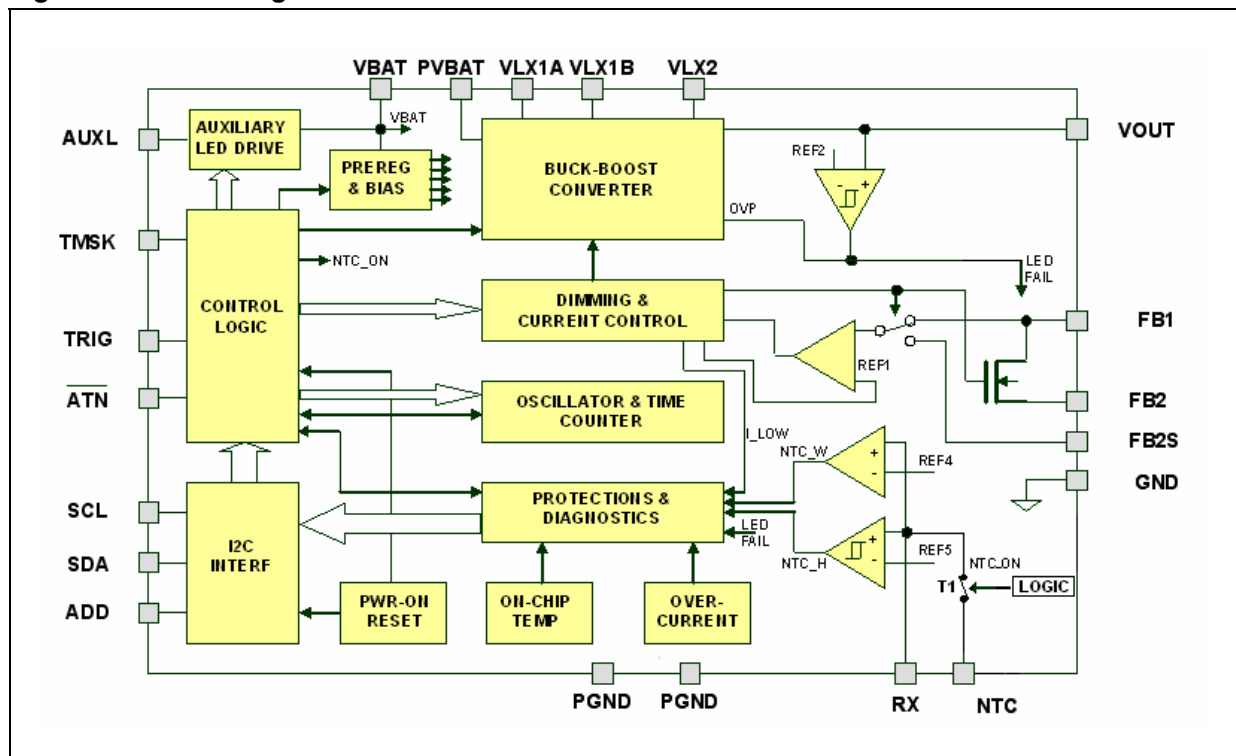 VBAT PVBAT VLX1A VLX1B VLX2
AUXL
AUXILIARY
LED DRIVE
VBAT
PREREG
& BIAS
BUCK-BOOST
CONVERTER
REF2
- +
VOUT
OVP
TMSK
NTC_ON
LED
FAIL
CONTROL
LOGIC
DIMMING &
CURRENT CONTROL
TRIG
FB1
REF1
ATN
OSCILLATOR & TIME
COUNTER
FB2
I_LOW
FB2S
NTC_W
+
-
REF4
GND
SCL
PROTECTIONS &
DIAGNOSTICS
LED
FAIL
I2C
INTERF
SDA
NTC_H
REF5
NTC_ON
T1
LOGIC
ADD
PWR-ON
RESET
ON-CHIP
TEMP
OVER-
CURRENT
PGND PGND RX NTC